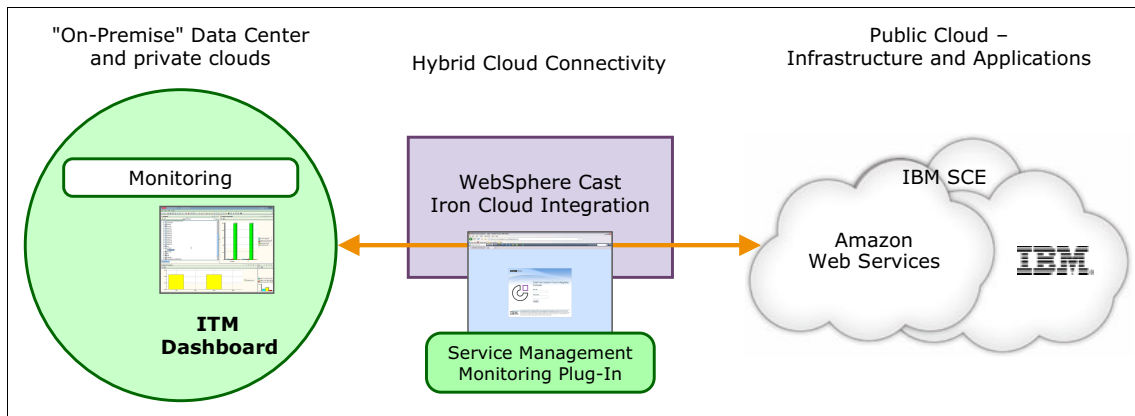 "On-Premise" Data Center
and private clouds
Hybrid Cloud Connectivity
Public Cloud –
Infrastructure and Applications
Monitoring
ITM
Dashboard
WebSphere Cast
Iron Cloud Integration
Service Management
Monitoring Plug-In
IBM SCE
Amazon
Web Services
IBM